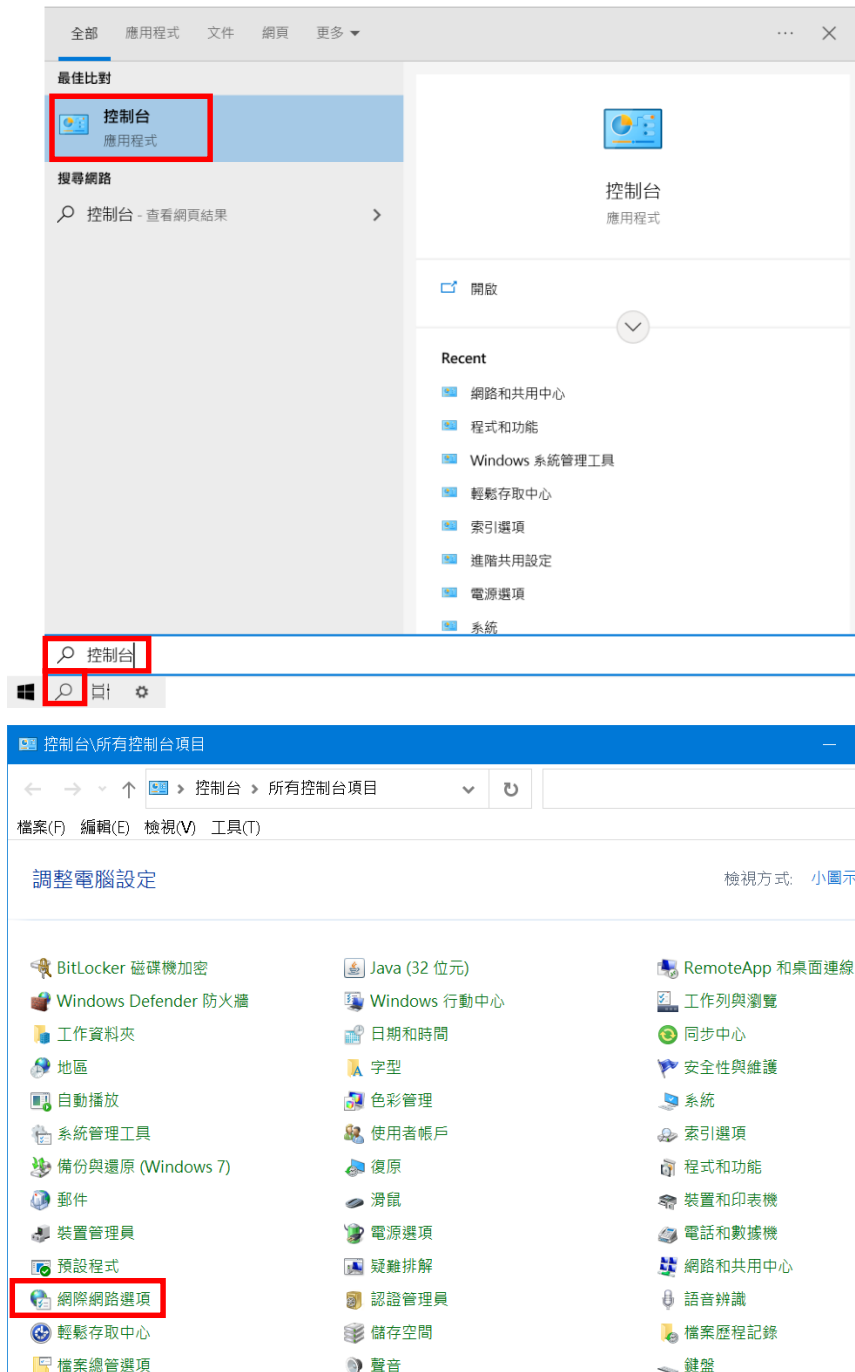 全部 應用程式 文件 網頁 更多
最佳比對
控制台
應用程式
搜尋網路
控制台 - 查看網頁結果
控制台
應用程式
開啟
Recent
網路和共用中心
程式和功能
Windows 系統管理工具
輕鬆存取中心
索引選項
進階共用設定
電源選項
系統
控制台
控制台\所有控制台項目
控制台 > 所有控制台項目
檔案(F) 編輯(E) 檢視(V) 工具(T)
調整電腦設定 檢視方式: 小圖示
BitLocker 磁碟機加密 Java (32 位元) RemoteApp 和桌面連線
Windows Defender 防火牆 Windows 行動中心 工作列與瀏覽
工作資料夾 日期和時間 同步中心
地區 字型 安全性與維護
自動播放 色彩管理 系統
系統管理工具 使用者帳戶 索引選項
備份與還原 (Windows 7) 復原 程式和功能
郵件 滑鼠 裝置和印表機
裝置管理員 電源選項 電話和數據機
預設程式 疑難排解 網路和共用中心
網際網路選項 認證管理員 語音辨識
輕鬆存取中心 儲存空間 檔案歷程記錄
檔案總管選項 聲音 鍵盤